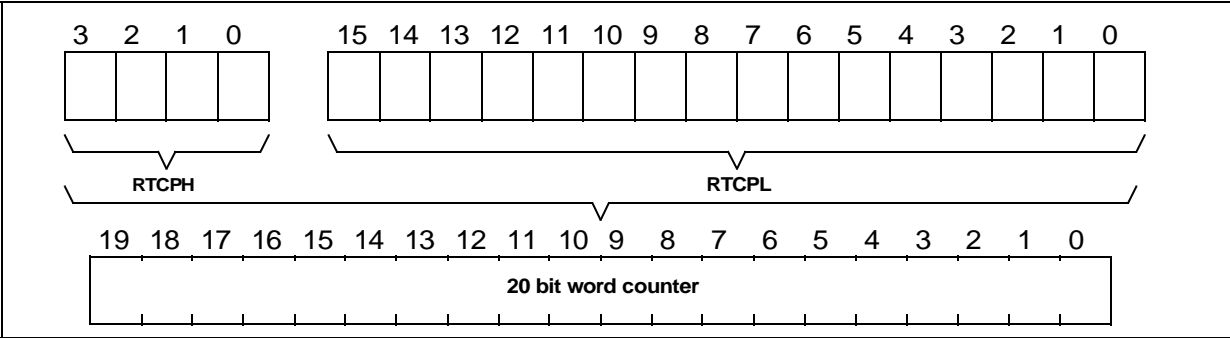 3 2 1 0 15 14 13 12 11 10 9 8 7 6 5 4 3 2 1 0
RTCPH RTCPL
19 18 17 16 15 14 13 12 11 10 9 8 7 6 5 4 3 2 1 0
20 bit word counter